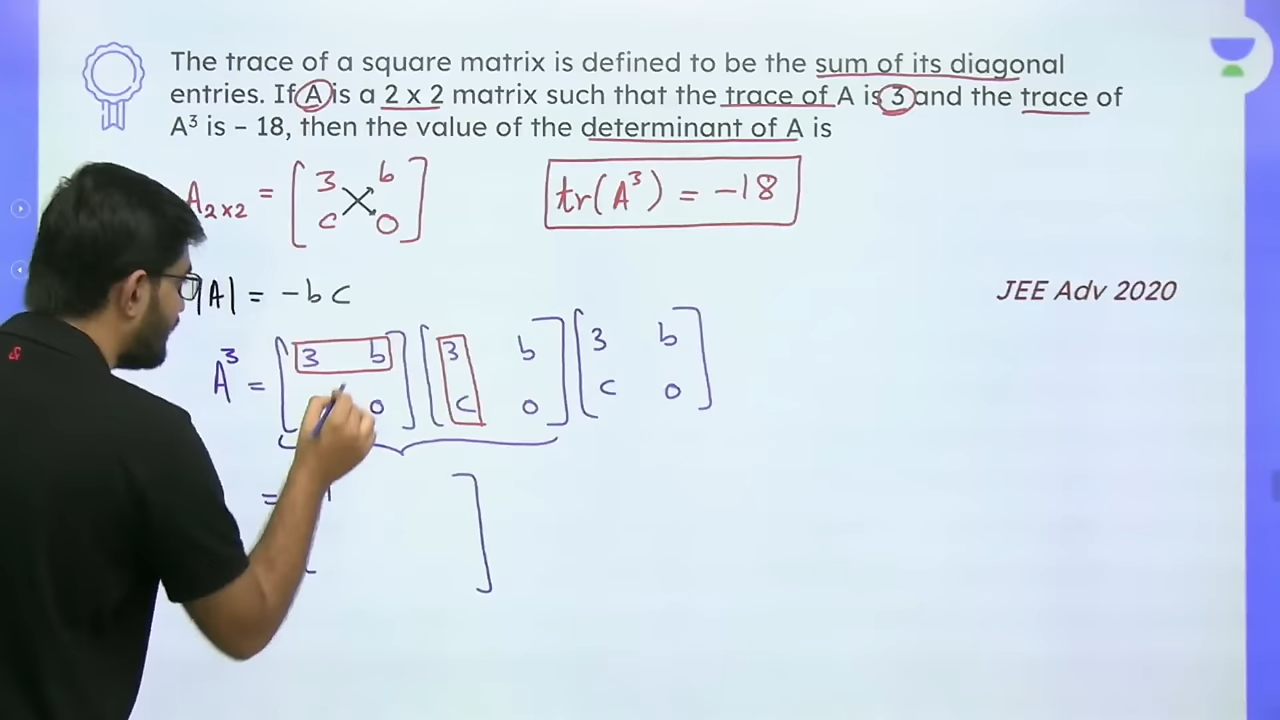 The trace of a square matrix is defined to be the sum of its diagonal
entries. If A is a 2 x 2 matrix such that the trace of A is 3 and the trace of
A³ is – 18, then the value of the determinant of A is
A₂ₓ₂ = [ 3 b
c 0 ]
tr(A³) = -18
|A| = -bc
JEE Adv 2020
A³ = [ 3 b ] [ 3 b ] [ 3 b ]
[ 0 ] [ c 0 ] [ c 0 ]
= [ ]